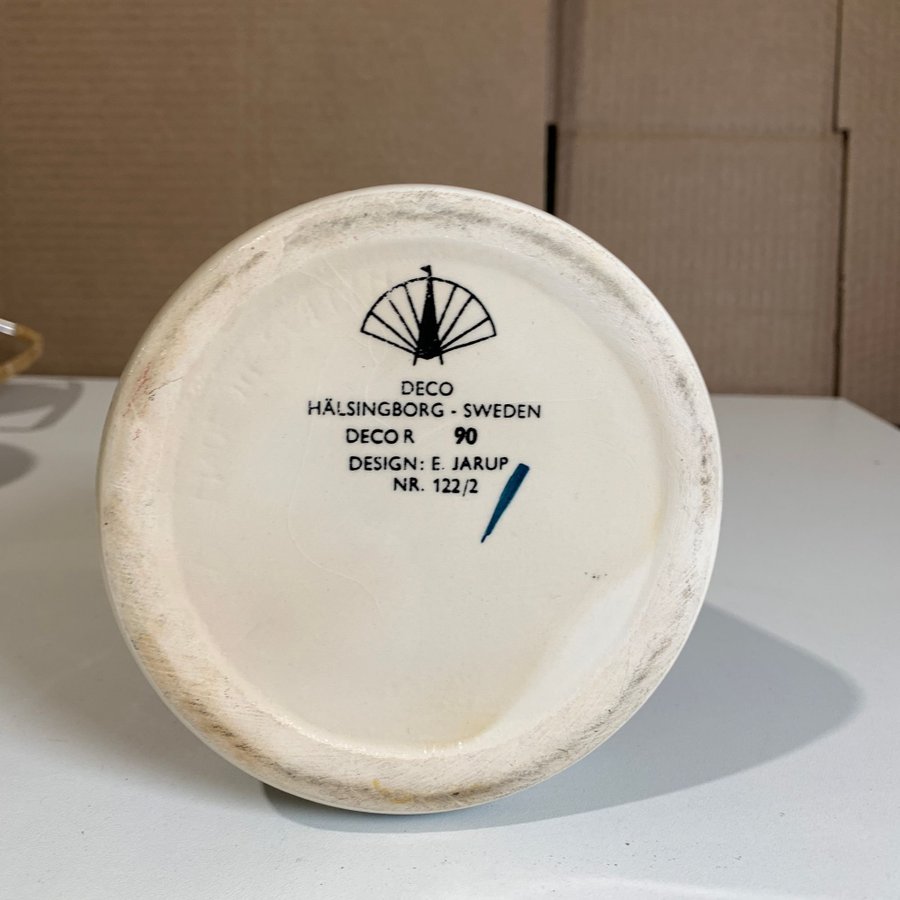 DECO
HÄLSINGBORG - SWEDEN
DECOR 90
DESIGN: E. JARUP
NR. 122/2